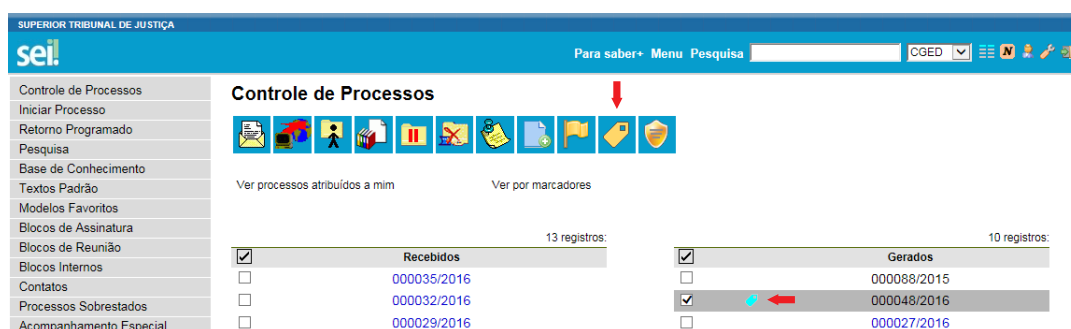 SUPERIOR TRIBUNAL DE JUSTIÇA
sei!
Para saber+ Menu Pesquisa
CGED
N
Controle de Processos
Iniciar Processo
Retorno Programado
Pesquisa
Base de Conhecimento
Textos Padrão
Modelos Favoritos
Blocos de Assinatura
Blocos de Reunião
Blocos Internos
Contatos
Processos Sobrestados
Acompanhamento Especial
Controle de Processos
Ver processos atribuídos a mim
Ver por marcadores
13 registros:
Recebidos
000035/2016
000032/2016
000029/2016
10 registros:
Gerados
000088/2015
000048/2016
000027/2016